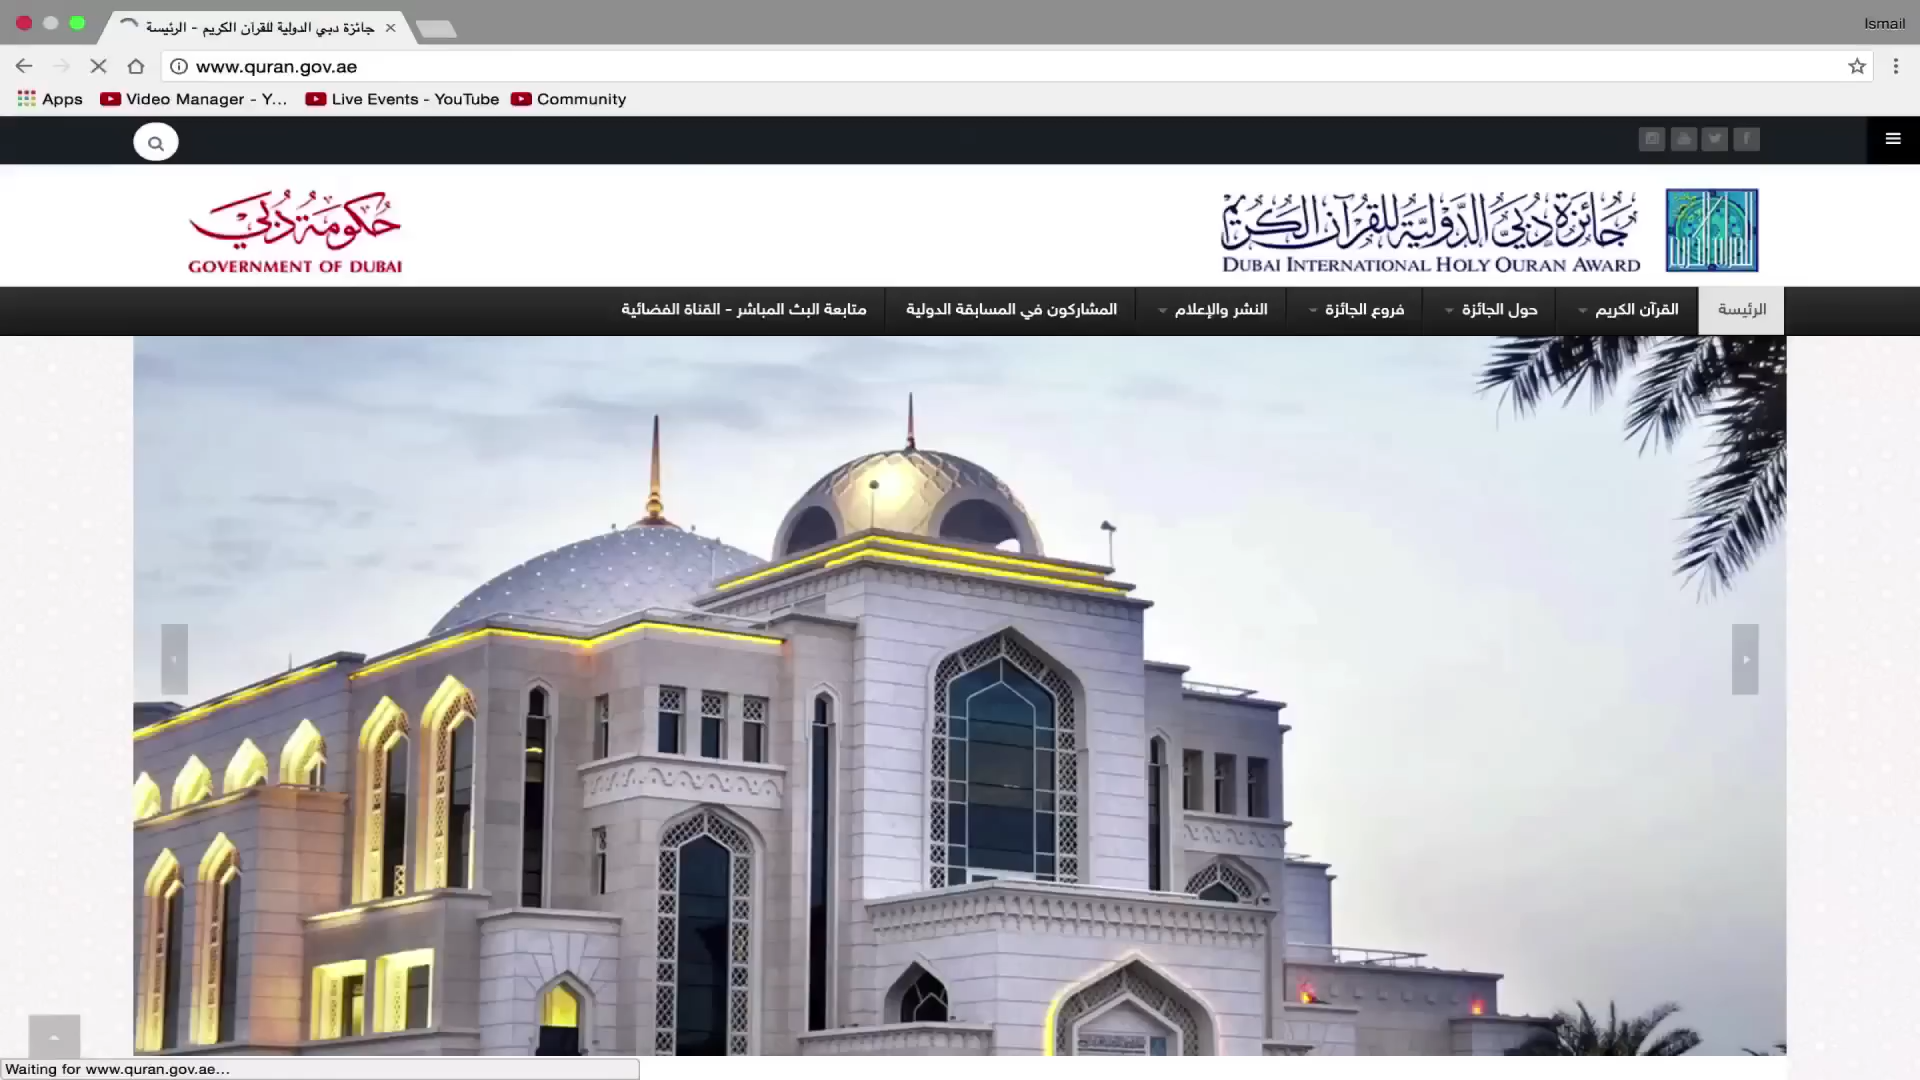 جائزة دبي الدولية للقرآن الكريم - الرئيسة
Ismail
www.quran.gov.ae
Apps
Video Manager - Y...
Live Events - YouTube
Community
حكومة دبي
GOVERNMENT OF DUBAI
جائزة دبي الدولية للقرآن الكريم
DUBAI INTERNATIONAL HOLY QURAN AWARD
الرئيسة
القرآن الكريم
حول الجائزة
فروع الجائزة
النشر والإعلام
المشاركون في المسابقة الدولية
متابعة البث المباشر - القناة الفضائية
Waiting for www.quran.gov.ae...